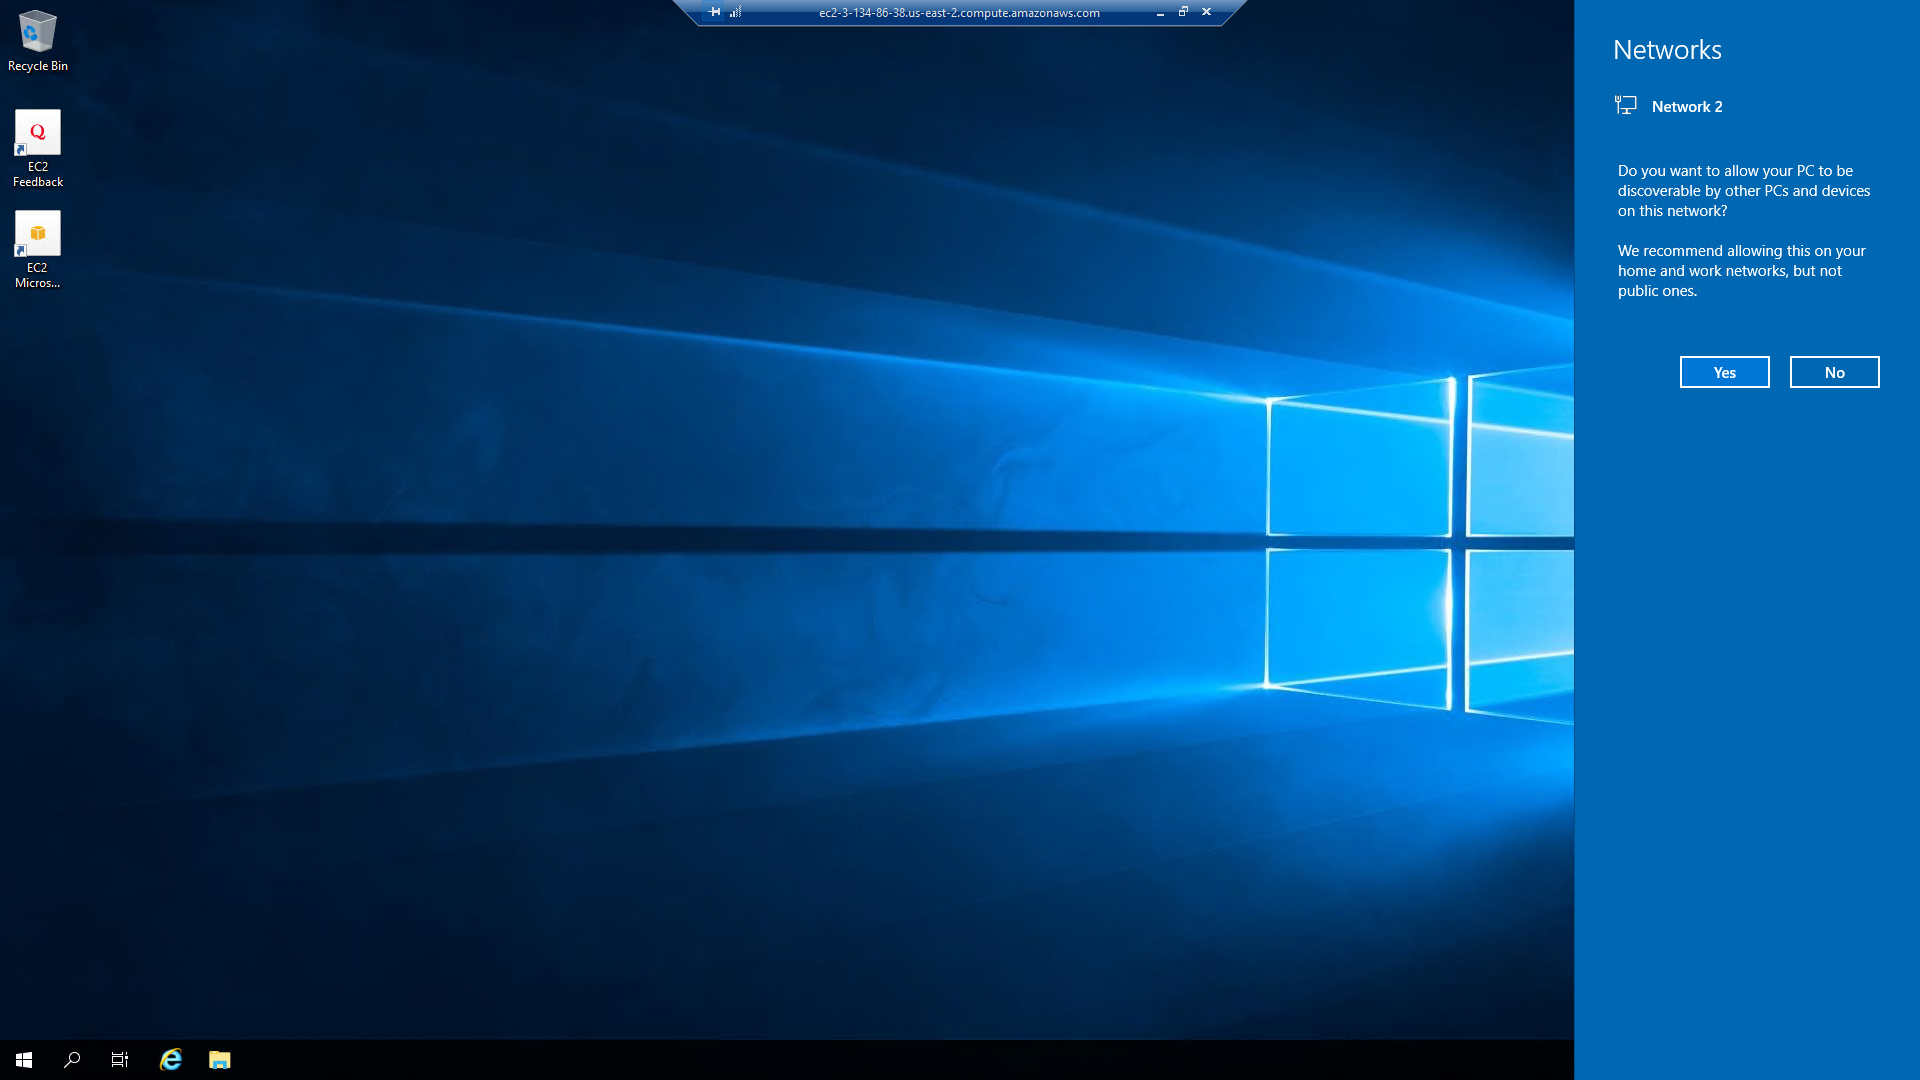 ec2-3-134-86-38.us-east-2.compute.amazonaws.com
Recycle Bin
Q
EC2
Feedback
EC2
Micros...
Networks
Network 2
Do you want to allow your PC to be
discoverable by other PCs and devices
on this network?
We recommend allowing this on your
home and work networks, but not
public ones.
Yes
No